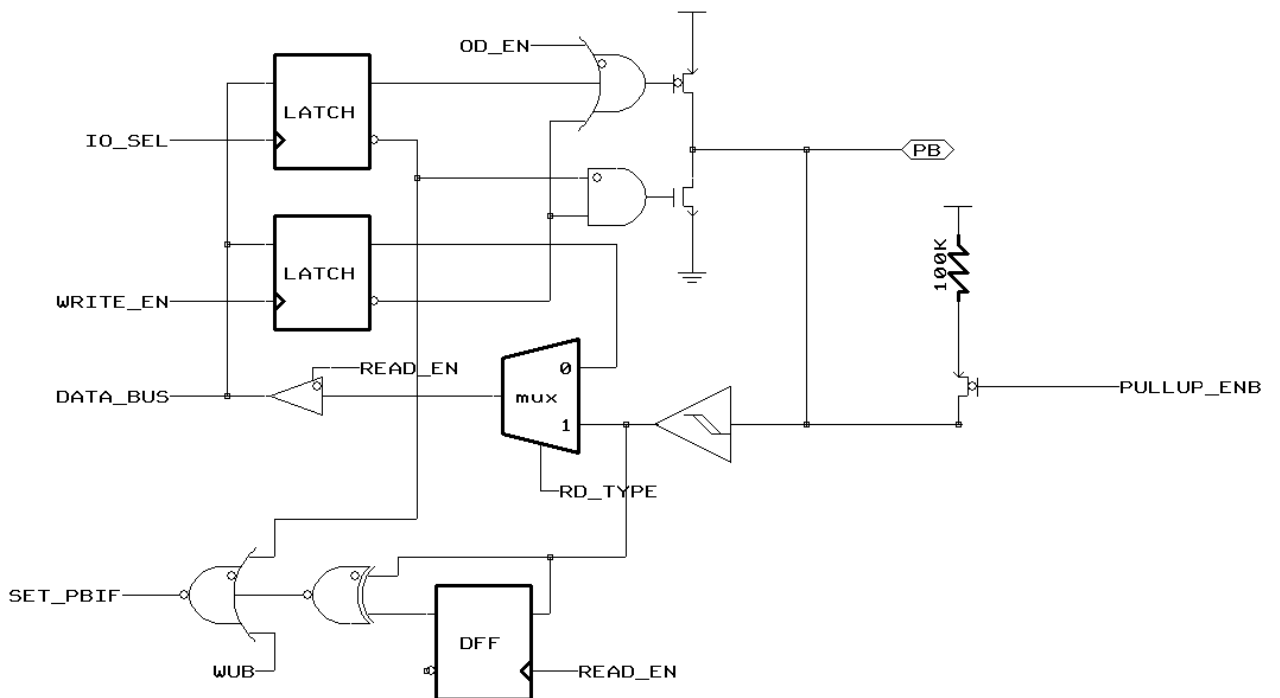 OD_EN
LATCH
IO_SEL
PB
LATCH
WRITE_EN
100K
READ_EN
0
DATA_BUS
mux
PULLUP_ENB
1
RD_TYPE
SET_PBIF
DFF
WUB
READ_EN